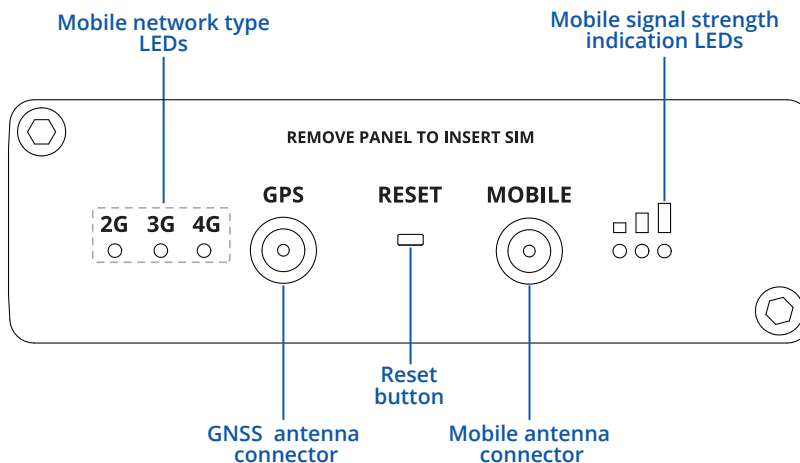 Mobile network type
LEDs
Mobile signal strength
indication LEDs
REMOVE PANEL TO INSERT SIM
GPS
RESET
MOBILE
2G 3G 4G
Reset
button
GNSS antenna
connector
Mobile antenna
connector